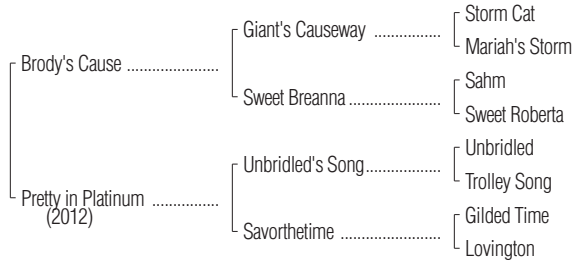 Storm Cat
Giant's Causeway ..................
Mariah's Storm
Brody's Cause .....................
Sahm
Sweet Breanna .....................
Sweet Roberta
Unbridled
Unbridled's Song ..................
Trolley Song
Pretty in Platinum ................
(2012)
Gilded Time
Savorthetime ......................
Lovington